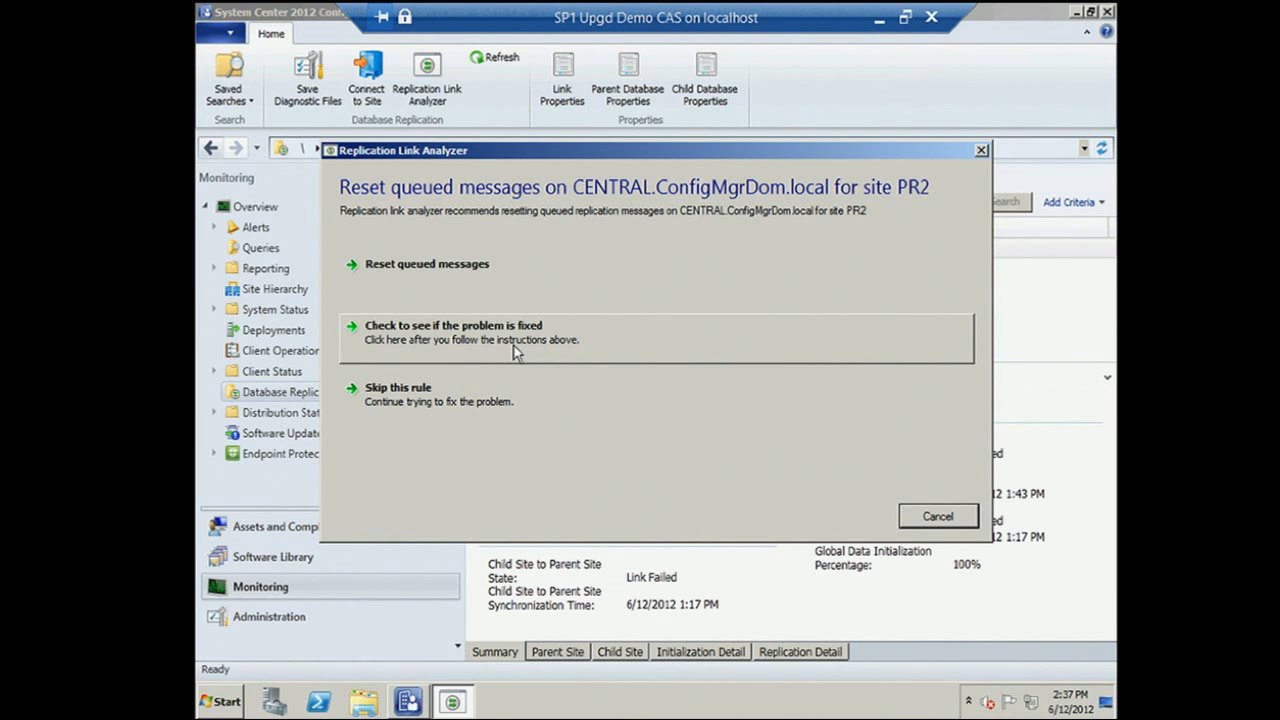 System Center 2012 Conf
SP1 Upgd Demo CAS on localhost
Home
Saved
Searches
Save
Diagnostic Files
Connect
to Site
Replication Link
Analyzer
Refresh
Link
Properties
Parent Database
Properties
Child Database
Properties
Search
Database Replication
Properties
\
Replication Link Analyzer
Monitoring
Reset queued messages on CENTRAL.ConfigMgrDom.local for site PR2
Replication link analyzer recommends resetting queued replication messages on CENTRAL.ConfigMgrDom.local for site PR2
earch
Add Criteria
Overview
Alerts
Queries
Reporting
Site Hierarchy
System Status
Deployments
Client Operation
Client Status
Database Replic
Distribution Stat
Software Update
Endpoint Protec
Reset queued messages
Check to see if the problem is fixed
Click here after you follow the instructions above.
Skip this rule
Continue trying to fix the problem.
Cancel
ed
12 1:43 PM
ed
12 1:17 PM
Assets and Compl
Software Library
Monitoring
Administration
Global Data Initialization
Percentage:
100%
Child Site to Parent Site
State:
Link Failed
Child Site to Parent Site
Synchronization Time:
6/12/2012 1:17 PM
Summary
Parent Site
Child Site
Initialization Detail
Replication Detail
Ready
Start
2:37 PM
6/12/2012